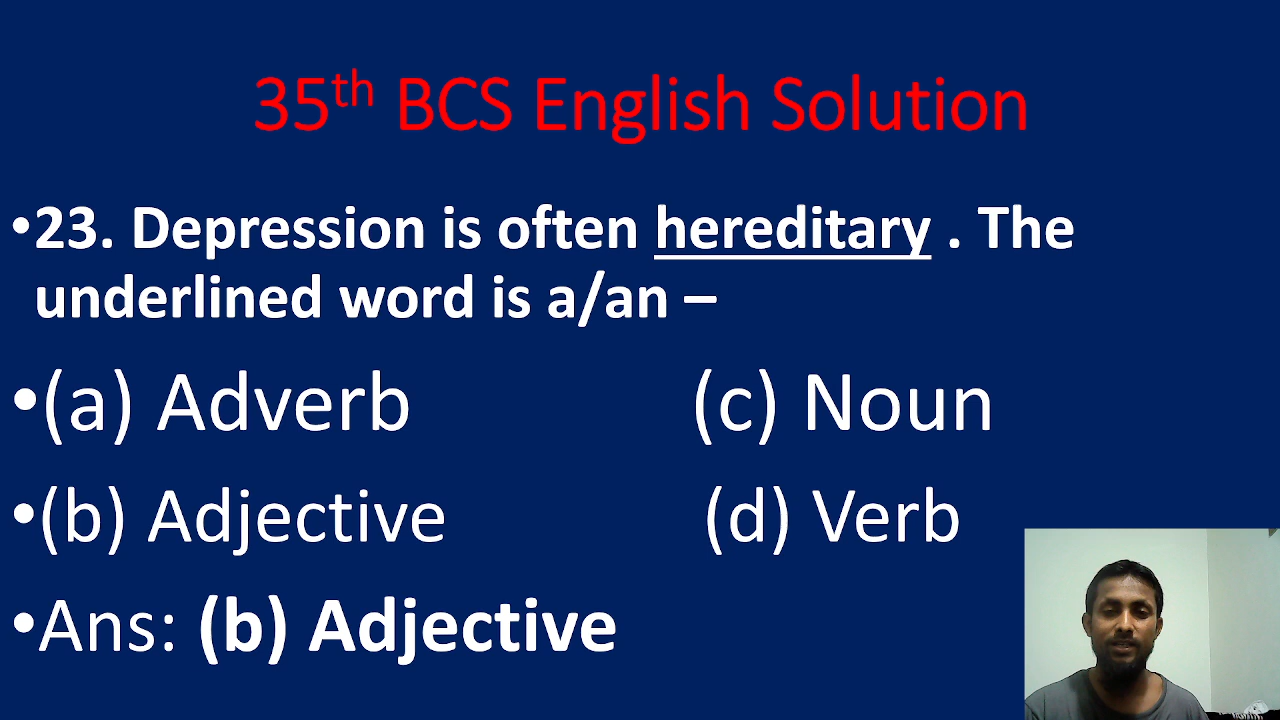 35th BCS English Solution
•23. Depression is often hereditary . The
underlined word is a/an –
•(a) Adverb (c) Noun
•(b) Adjective (d) Verb
•Ans: (b) Adjective